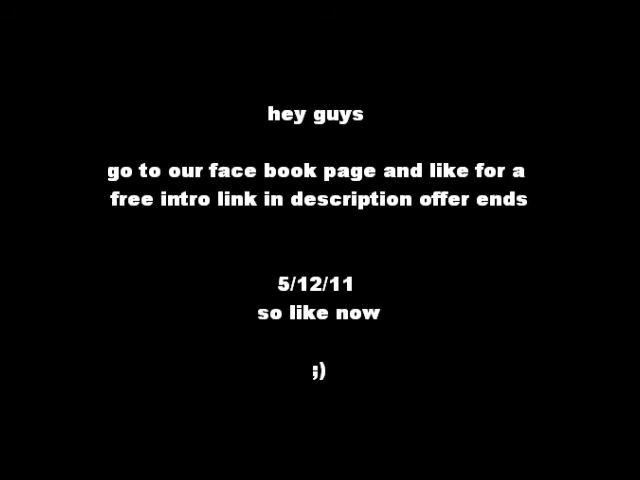 hey guys
go to our face book page and like for a
free intro link in description offer ends
5/12/11
so like now
;)